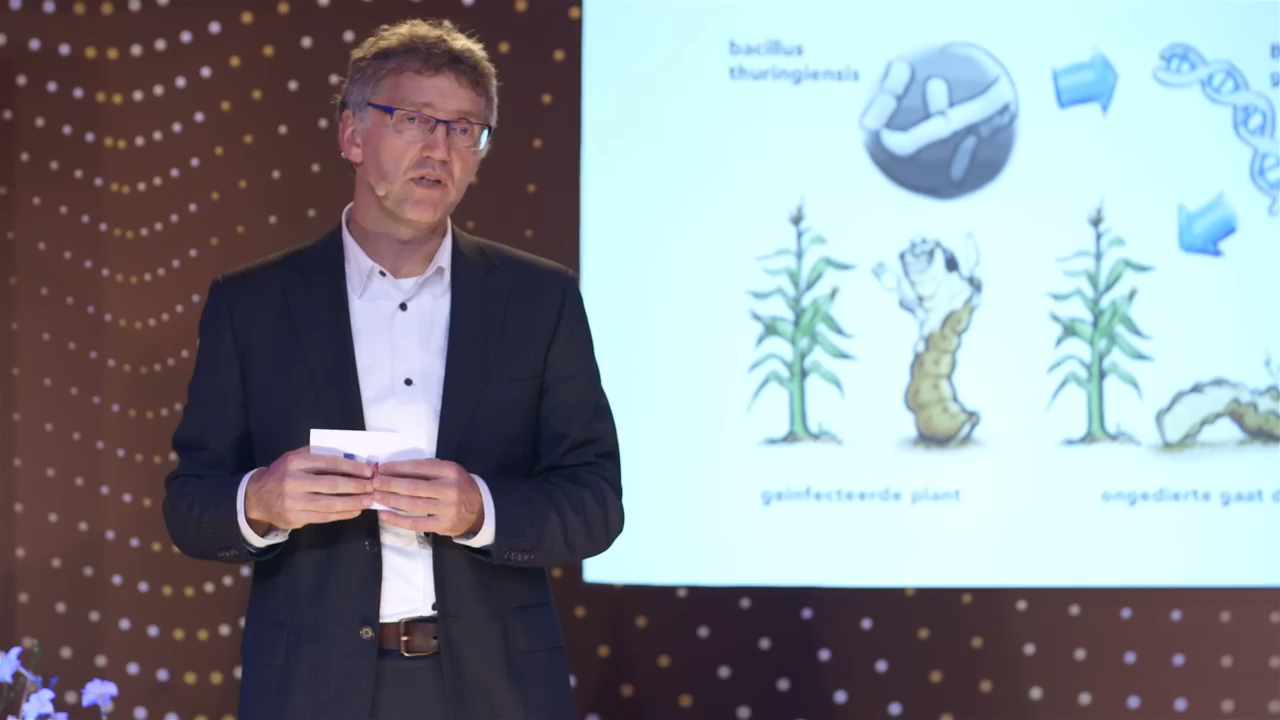 bacillus
thuringiensis
geïnfecteerde plant
ongedierte gaat